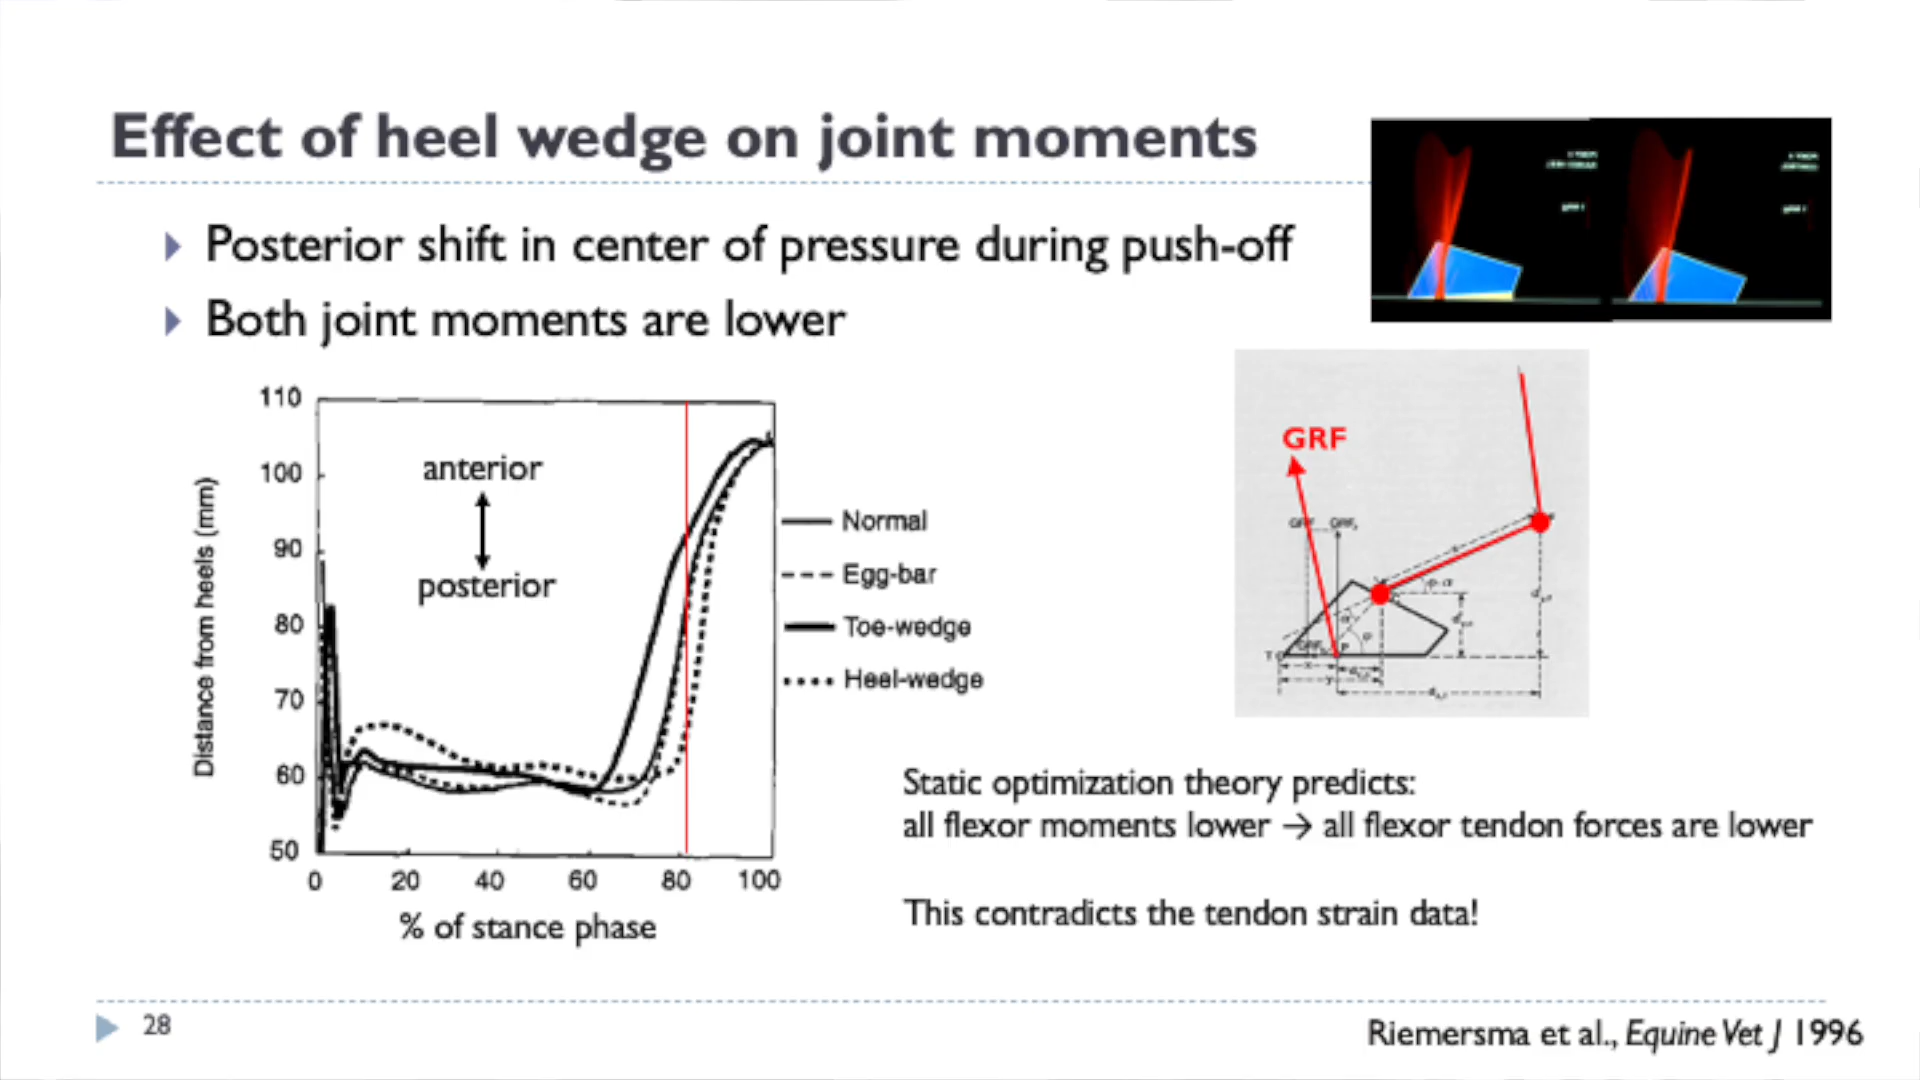 Effect of heel wedge on joint moments
Posterior shift in center of pressure during push-off
Both joint moments are lower
110
100
90
80
70
60
50
Distance from heels (mm)
anterior
posterior
0 20 40 60 80 100
% of stance phase
Normal
Egg-bar
Toe-wedge
Heel-wedge
GRF
Static optimization theory predicts:
all flexor moments lower → all flexor tendon forces are lower
This contradicts the tendon strain data!
28
Riemersma et al., Equine Vet J 1996